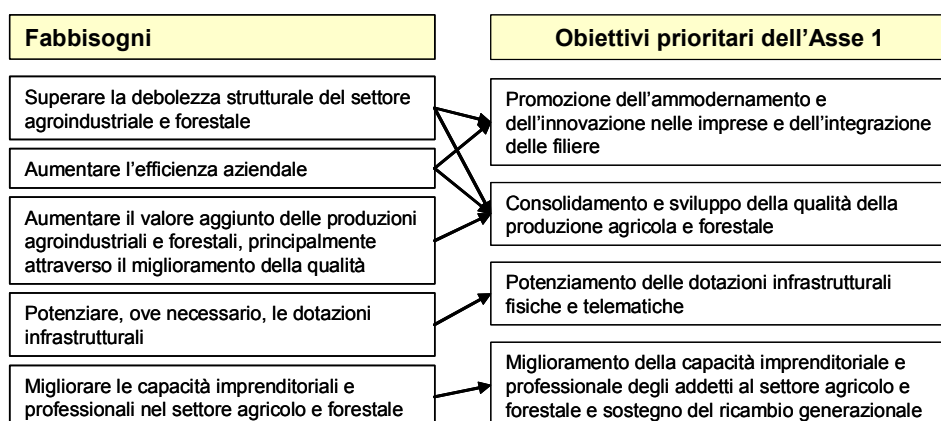 Fabbisogni
Superare la debolezza strutturale del settore
agroindustriale e forestale
Aumentare l'efficienza aziendale
Aumentare il valore aggiunto delle produzioni
agroindustriali e forestali, principalmente
attraverso il miglioramento della qualità
Potenziare, ove necessario, le dotazioni
infrastrutturali
Migliorare le capacità imprenditoriali e
professionali nel settore agricolo e forestale
Obiettivi prioritari dell'Asse 1
Promozione dell'ammodernamento e
dell'innovazione nelle imprese e dell'integrazione
delle filiere
Consolidamento e sviluppo della qualità della
produzione agricola e forestale
Potenziamento delle dotazioni infrastrutturali
fisiche e telematiche
Miglioramento della capacità imprenditoriale e
professionale degli addetti al settore agricolo e
forestale e sostegno del ricambio generazionale